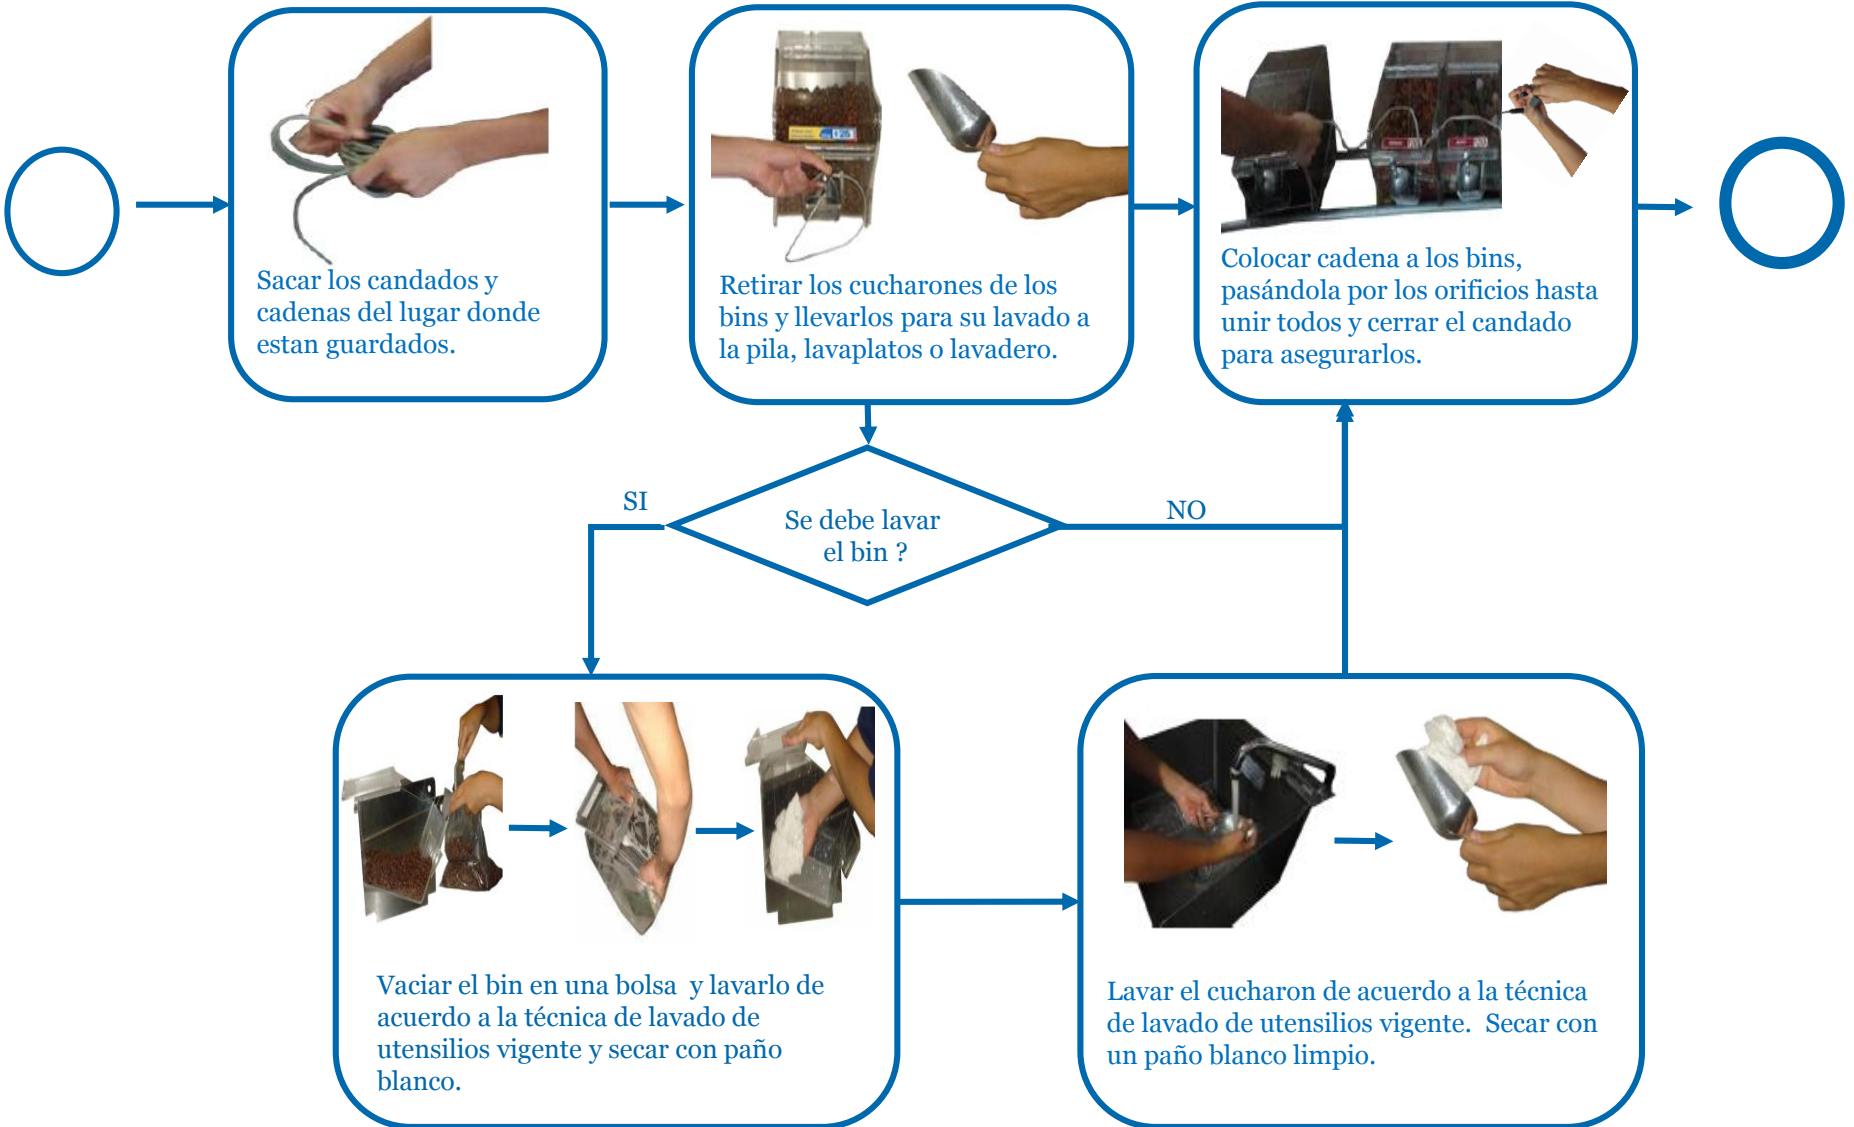 Sacar los candados y
cadenas del lugar donde
estan guardados.
Retirar los cucharones de los
bins y llevarlos para su lavado a
la pila, lavaplatos o lavadero.
Colocar cadena a los bins,
pasándola por los orificios hasta
unir todos y cerrar el candado
para asegurarlos.
SI
Se debe lavar
el bin ?
NO
Vaciar el bin en una bolsa  y lavarlo de
acuerdo a la técnica de lavado de
utensilios vigente y secar con paño
blanco.
Lavar el cucharon de acuerdo a la técnica
de lavado de utensilios vigente.  Secar con
un paño blanco limpio.